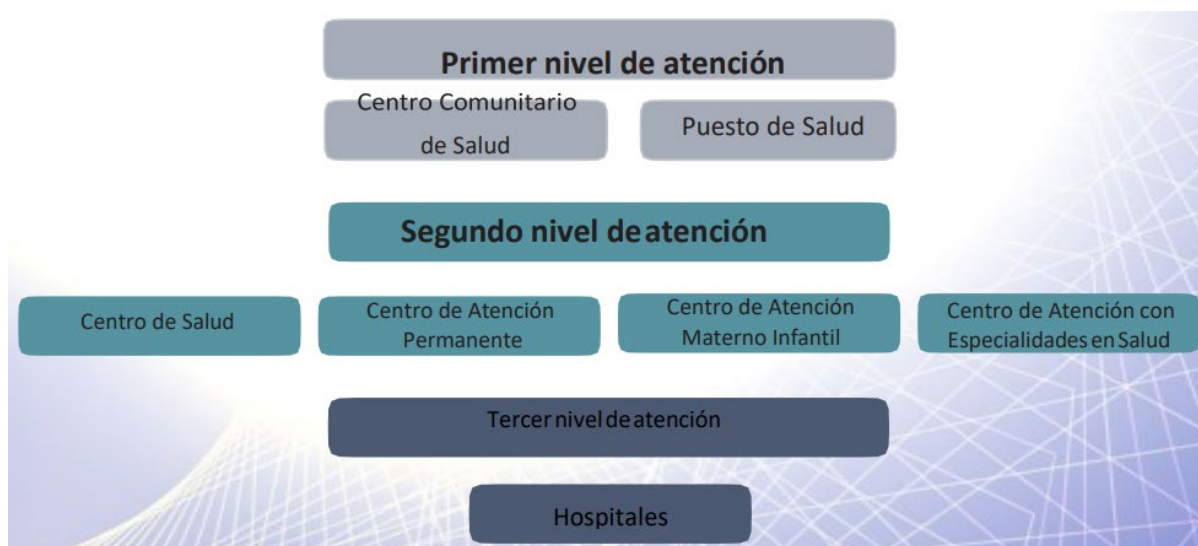 Primer nivel de atención
Centro Comunitario
de Salud
Puesto de Salud
Segundo nivel de atención
Centro de Salud
Centro de Atención
Permanente
Centro de Atención
Materno Infantil
Centro de Atención con
Especialidades en Salud
Tercer nivel de atención
Hospitales